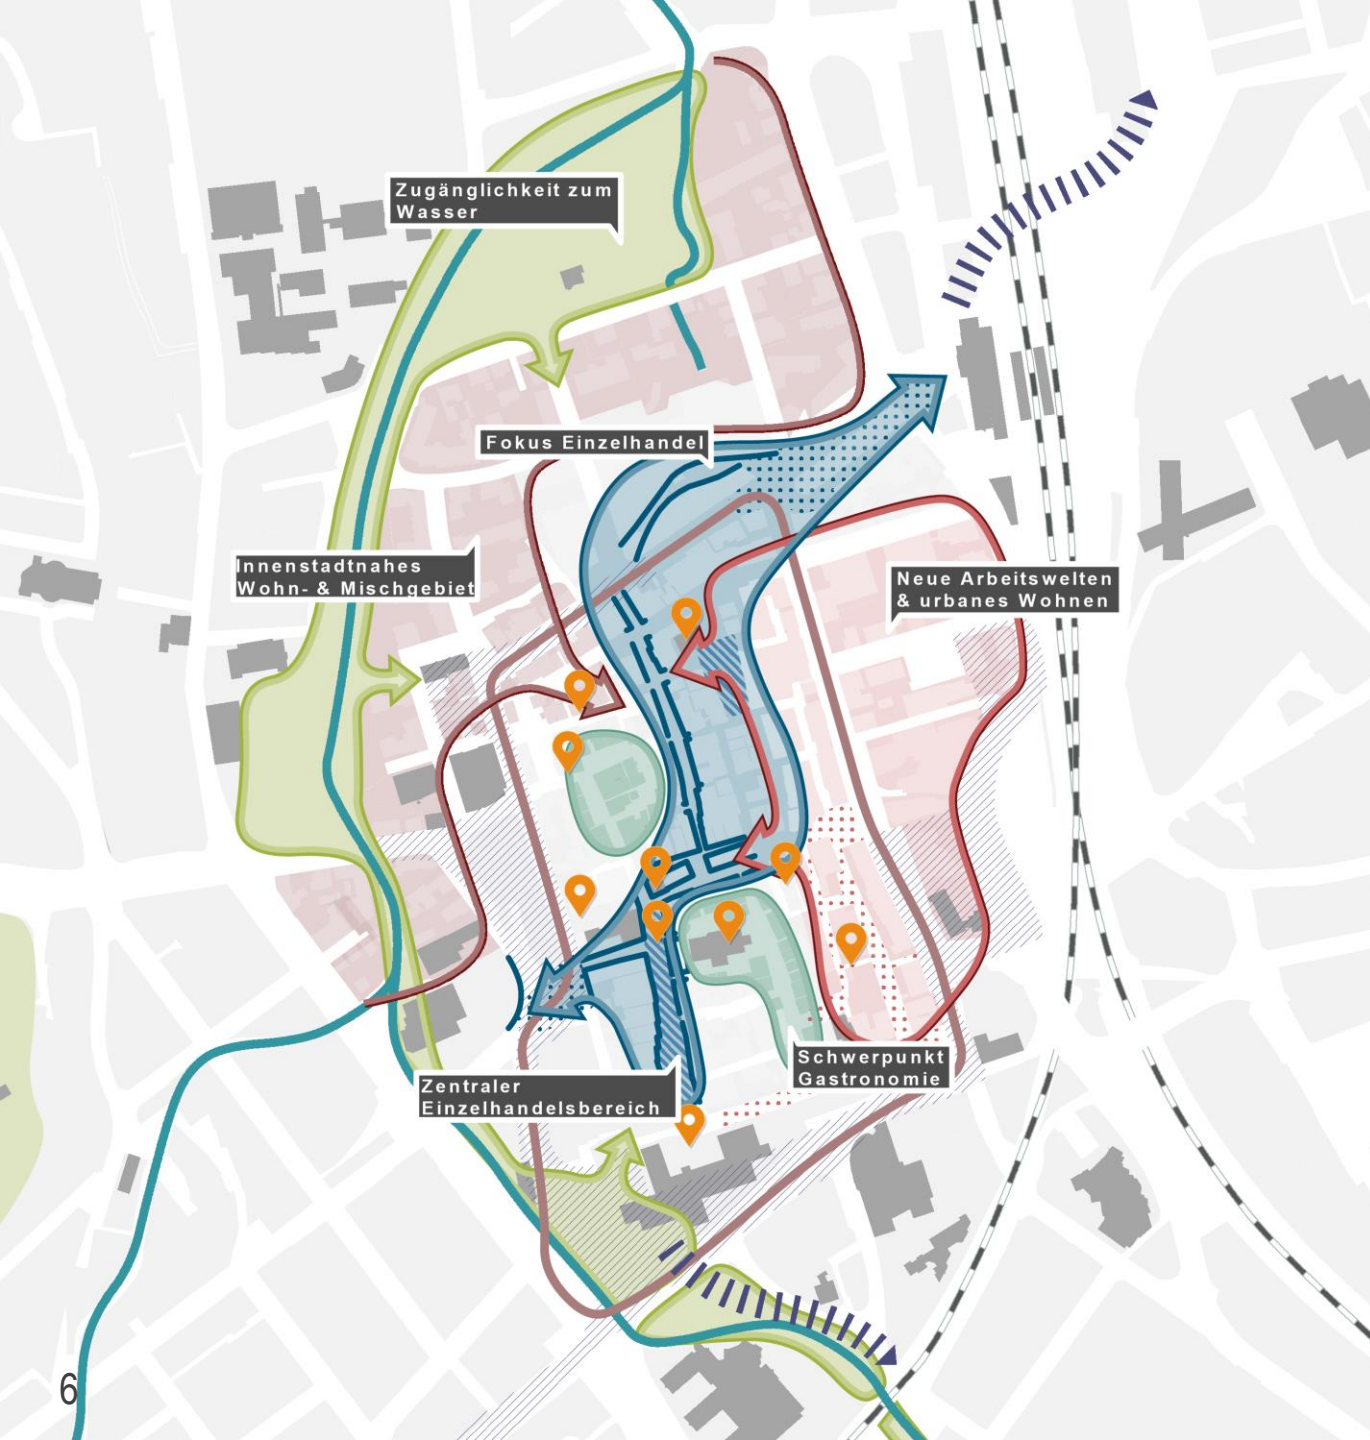 Zugänglichkeit zum
Wasser
Fokus Einzelhandel
Innenstadtnahes
Wohn- & Mischgebiet
Neue Arbeitswelten
& urbanes Wohnen
Schwerpunkt
Gastronomie
Zentraler
Einzelhandelsbereich
6